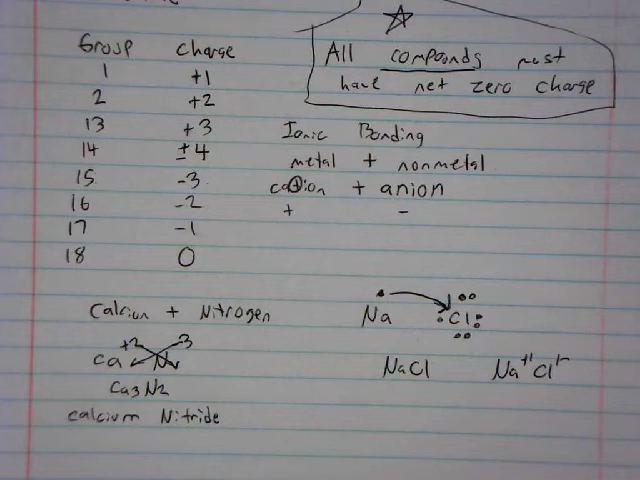 Group Charge
1 +1
2 +2
13 +3
14 ±4
15 -3
16 -2
17 -1
18 0
All compounds must
have net zero charge
Ionic Bonding
metal + nonmetal
cation + anion
+ -
Calcium + Nitrogen
+2 -3
Ca N
Ca3N2
calcium Nitride
Na Cl
NaCl Na+1Cl1-